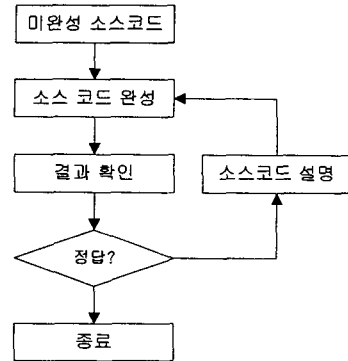 미완성 소스코드
소스 코드 완성
결과 확인
소스코드 설명
정답?
종료